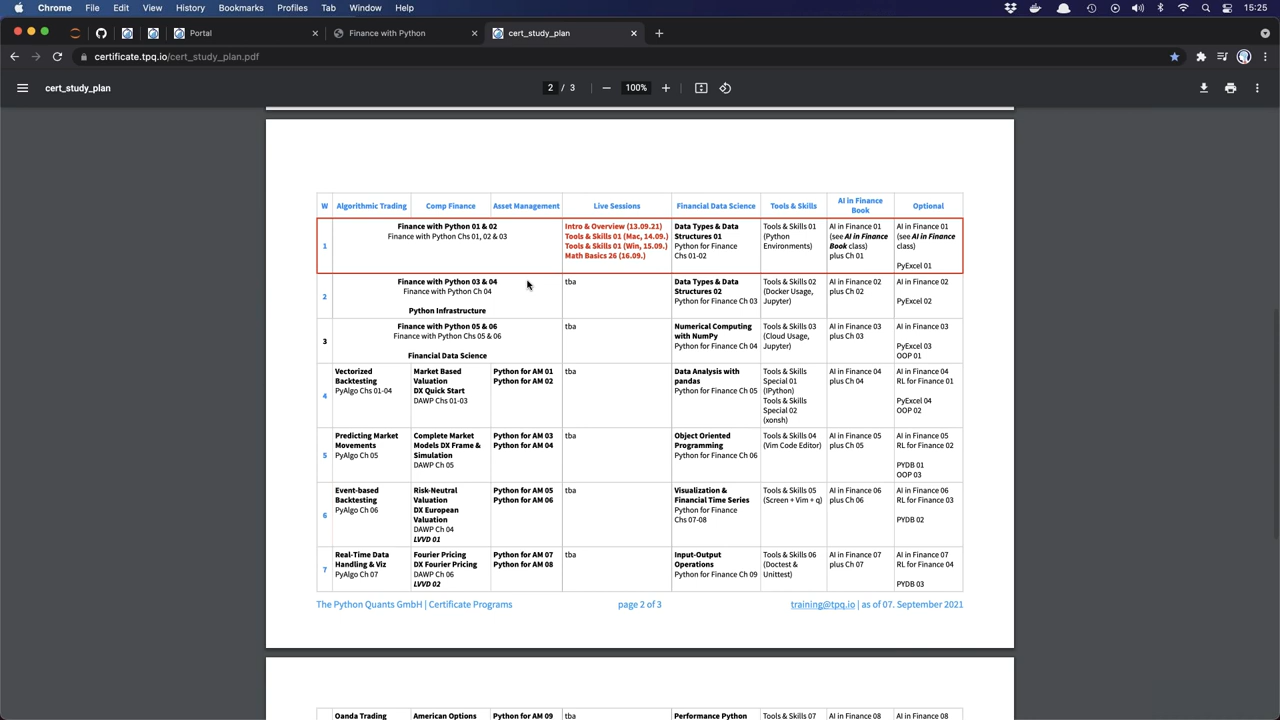 Chrome File Edit View History Bookmarks Profiles Tab Window Help 15:25
Portal Finance with Python cert_study_plan
certificate.tpq.io/cert_study_plan.pdf
cert_study_plan 2 / 3 100%
W Algorithmic Trading Comp Finance Asset Management Live Sessions Financial Data Science Tools & Skills AI in Finance Book Optional
1
Finance with Python 01 & 02
Finance with Python Chs 01, 02 & 03
Intro & Overview (13.09.21)
Tools & Skills 01 (Mac, 14.09.)
Tools & Skills 01 (Win, 15.09.)
Math Basics 26 (16.09.)
Data Types & Data
Structures 01
Python for Finance
Chs 01-02
Tools & Skills 01
(Python
Environments)
AI in Finance 01
(see AI in Finance
Book class)
plus Ch 01
AI in Finance 01
(see AI in Finance
class)
PyExcel 01
2
Finance with Python 03 & 04
Finance with Python Ch 04
Python Infrastructure
tba
Data Types & Data
Structures 02
Python for Finance Ch 03
Tools & Skills 02
(Docker Usage,
Jupyter)
AI in Finance 02
plus Ch 02
AI in Finance 02
PyExcel 02
3
Finance with Python 05 & 06
Finance with Python Chs 05 & 06
Financial Data Science
tba
Numerical Computing
with NumPy
Python for Finance Ch 04
Tools & Skills 03
(Cloud Usage,
Jupyter)
AI in Finance 03
plus Ch 03
AI in Finance 03
PyExcel 03
OOP 01
4
Vectorized
Backtesting
PyAlgo Chs 01-04
Market Based
Valuation
DX Quick Start
DAWP Chs 01-03
Python for AM 01
Python for AM 02
tba
Data Analysis with
pandas
Python for Finance Ch 05
Tools & Skills
Special 01
(IPython)
Tools & Skills
Special 02
(xonsh)
AI in Finance 04
plus Ch 04
AI in Finance 04
RL for Finance 01
PyExcel 04
OOP 02
5
Predicting Market
Movements
PyAlgo Ch 05
Complete Market
Models DX Frame &
Simulation
DAWP Ch 05
Python for AM 03
Python for AM 04
tba
Object Oriented
Programming
Python for Finance Ch 06
Tools & Skills 04
(Vim Code Editor)
AI in Finance 05
plus Ch 05
AI in Finance 05
RL for Finance 02
PYDB 01
OOP 03
6
Event-based
Backtesting
PyAlgo Ch 06
Risk-Neutral
Valuation
DX European
Valuation
DAWP Ch 04
LVVD 01
Python for AM 05
Python for AM 06
tba
Visualization &
Financial Time Series
Python for Finance
Chs 07-08
Tools & Skills 05
(Screen + Vim + q)
AI in Finance 06
plus Ch 06
AI in Finance 06
RL for Finance 03
PYDB 02
7
Real-Time Data
Handling & Viz
PyAlgo Ch 07
Fourier Pricing
DX Fourier Pricing
DAWP Ch 06
LVVD 02
Python for AM 07
Python for AM 08
tba
Input-Output
Operations
Python for Finance Ch 09
Tools & Skills 06
(Doctest &
Unittest)
AI in Finance 07
plus Ch 07
AI in Finance 07
RL for Finance 04
PYDB 03
The Python Quants GmbH | Certificate Programs page 2 of 3 training@tpq.io | as of 07. September 2021
Oanda Trading American Options Python for AM 09 tba Performance Python Tools & Skills 07 AI in Finance 08 AI in Finance 08